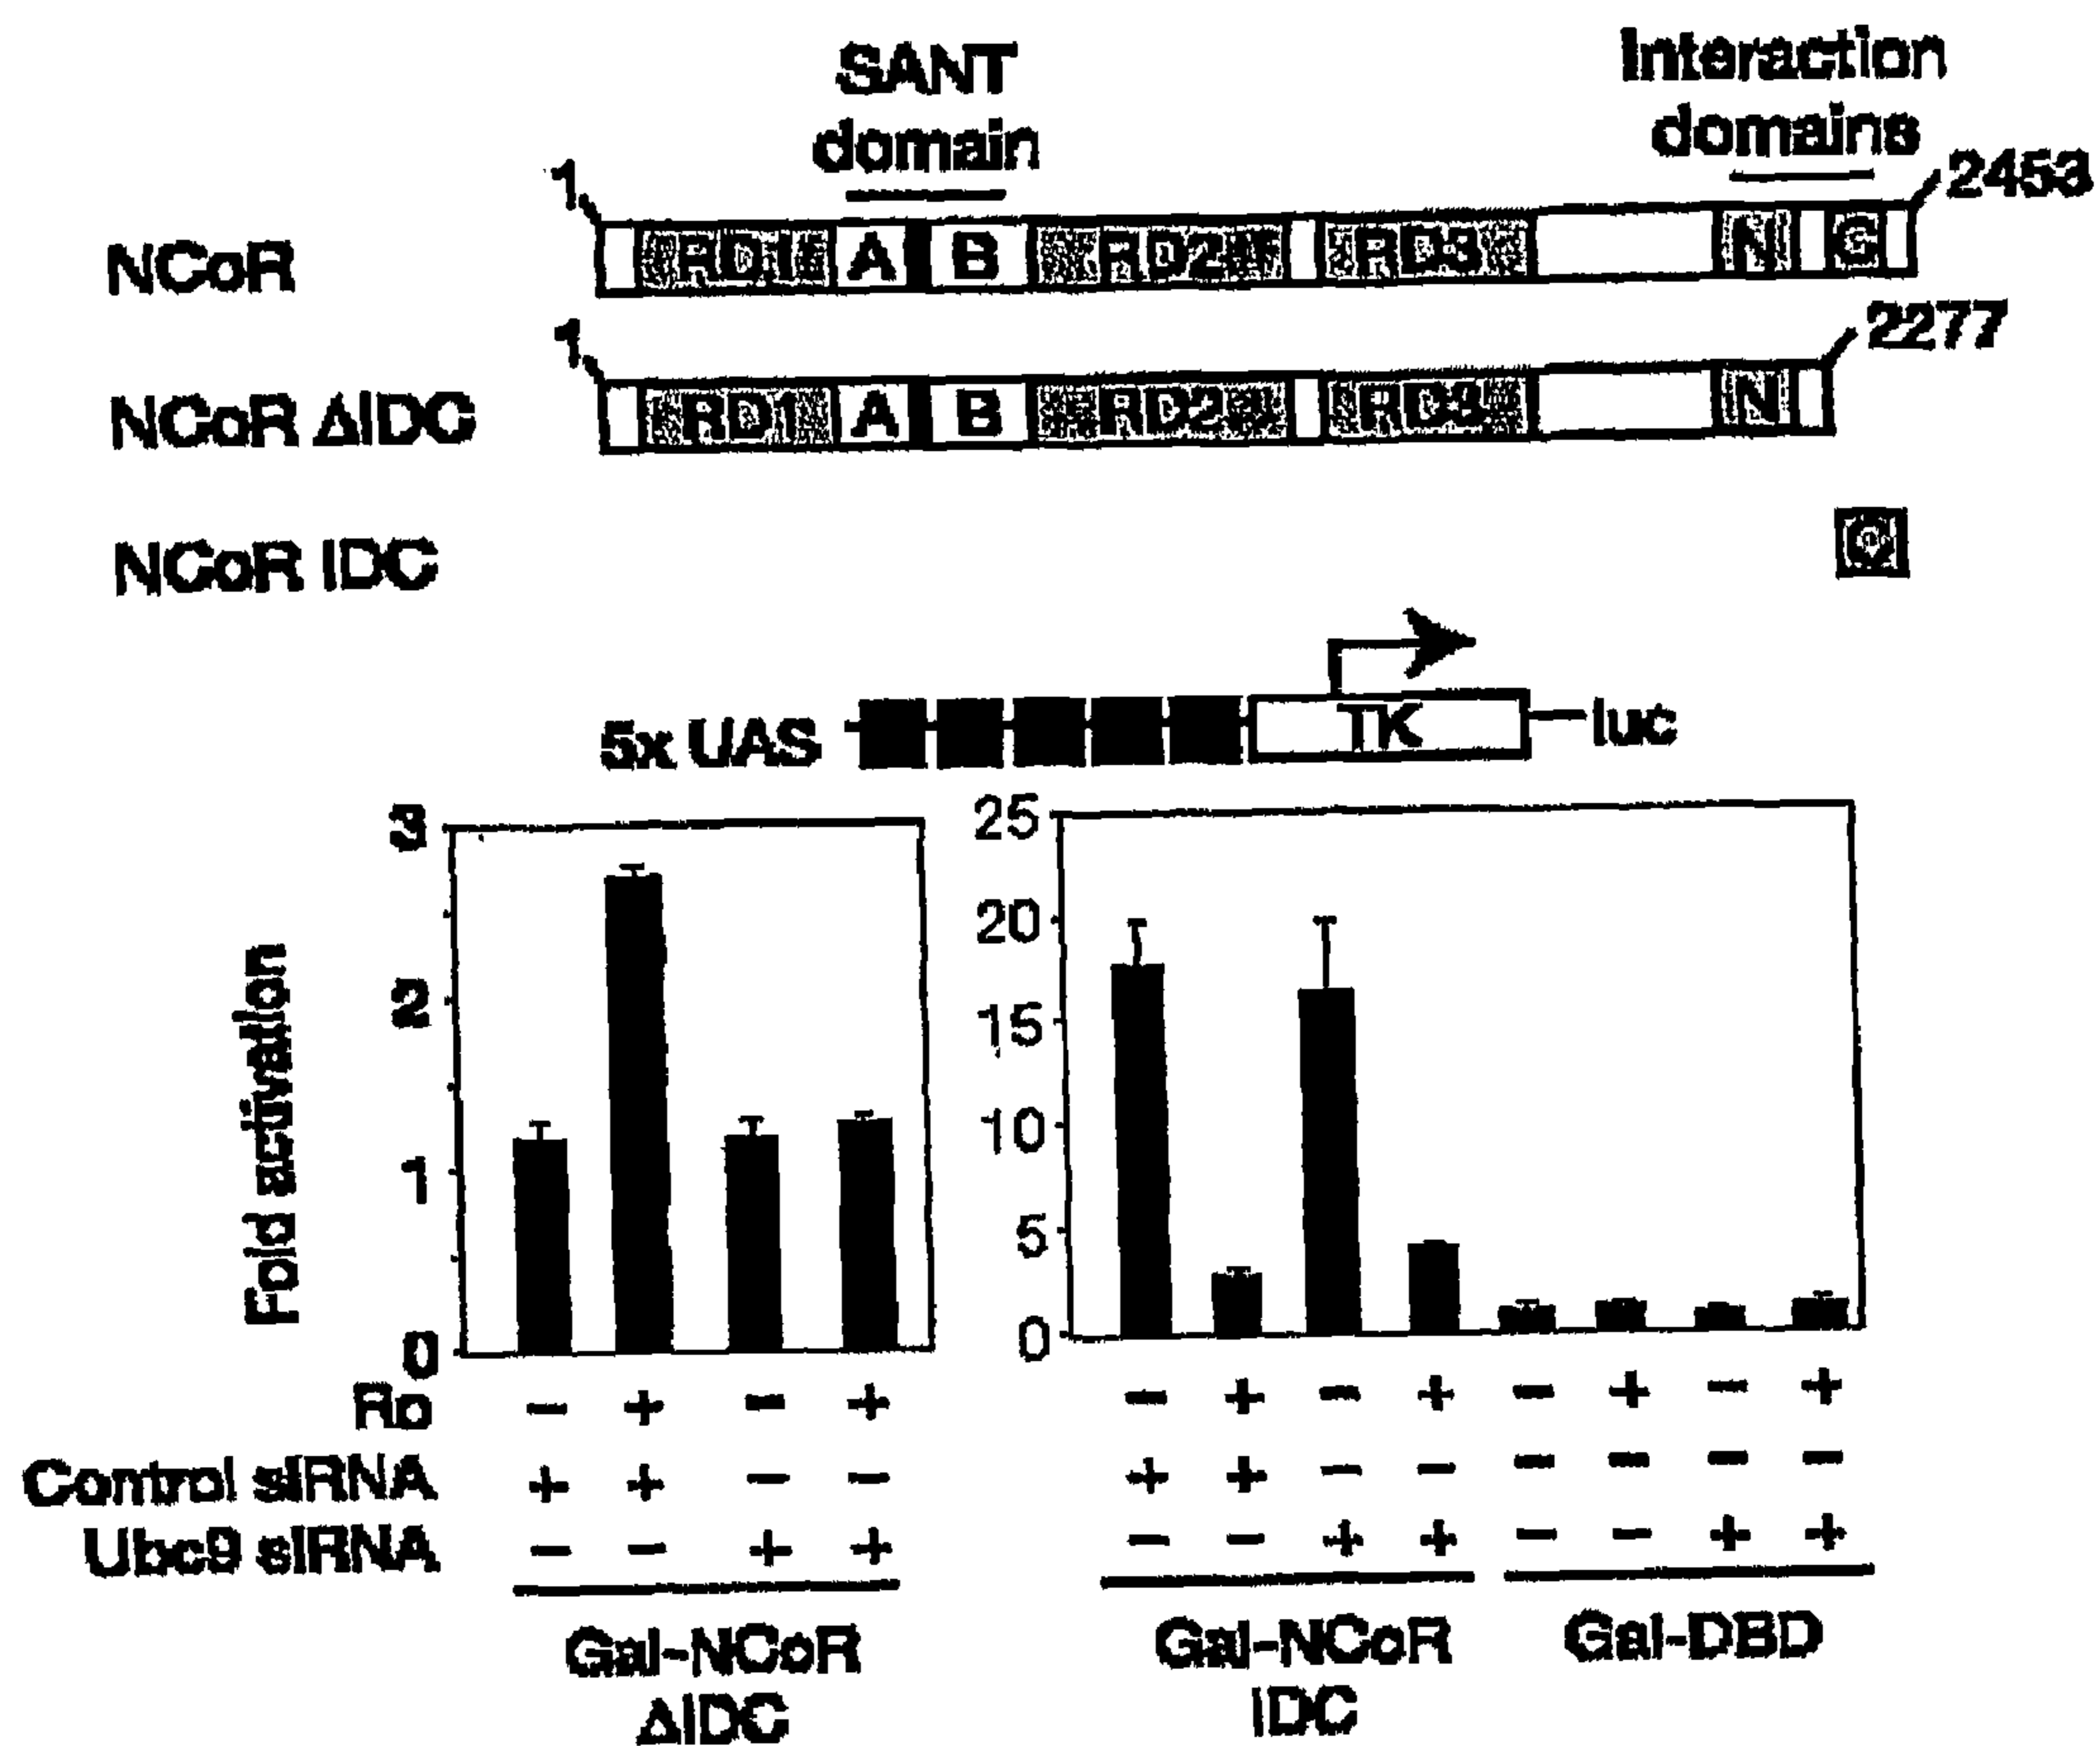 SANT
domain
Interaction
domains
1
2453
NCoR
RD1
A
B
RD2
RD3
N
C
1
2277
NCoR ΔIDC
RD1
A
B
RD2
RD3
N
NCoR IDC
C
5x UAS
TK
luc
Fold activation
3
2
1
0
25
20
15
10
5
0
Ro
- + - +
- + - + - + - +
Control siRNA
+ + - -
+ + - - - - - -
Ubc9 siRNA
- - + +
- - + + - - + +
Gal-NCoR
ΔIDC
Gal-NCoR
IDC
Gal-DBD